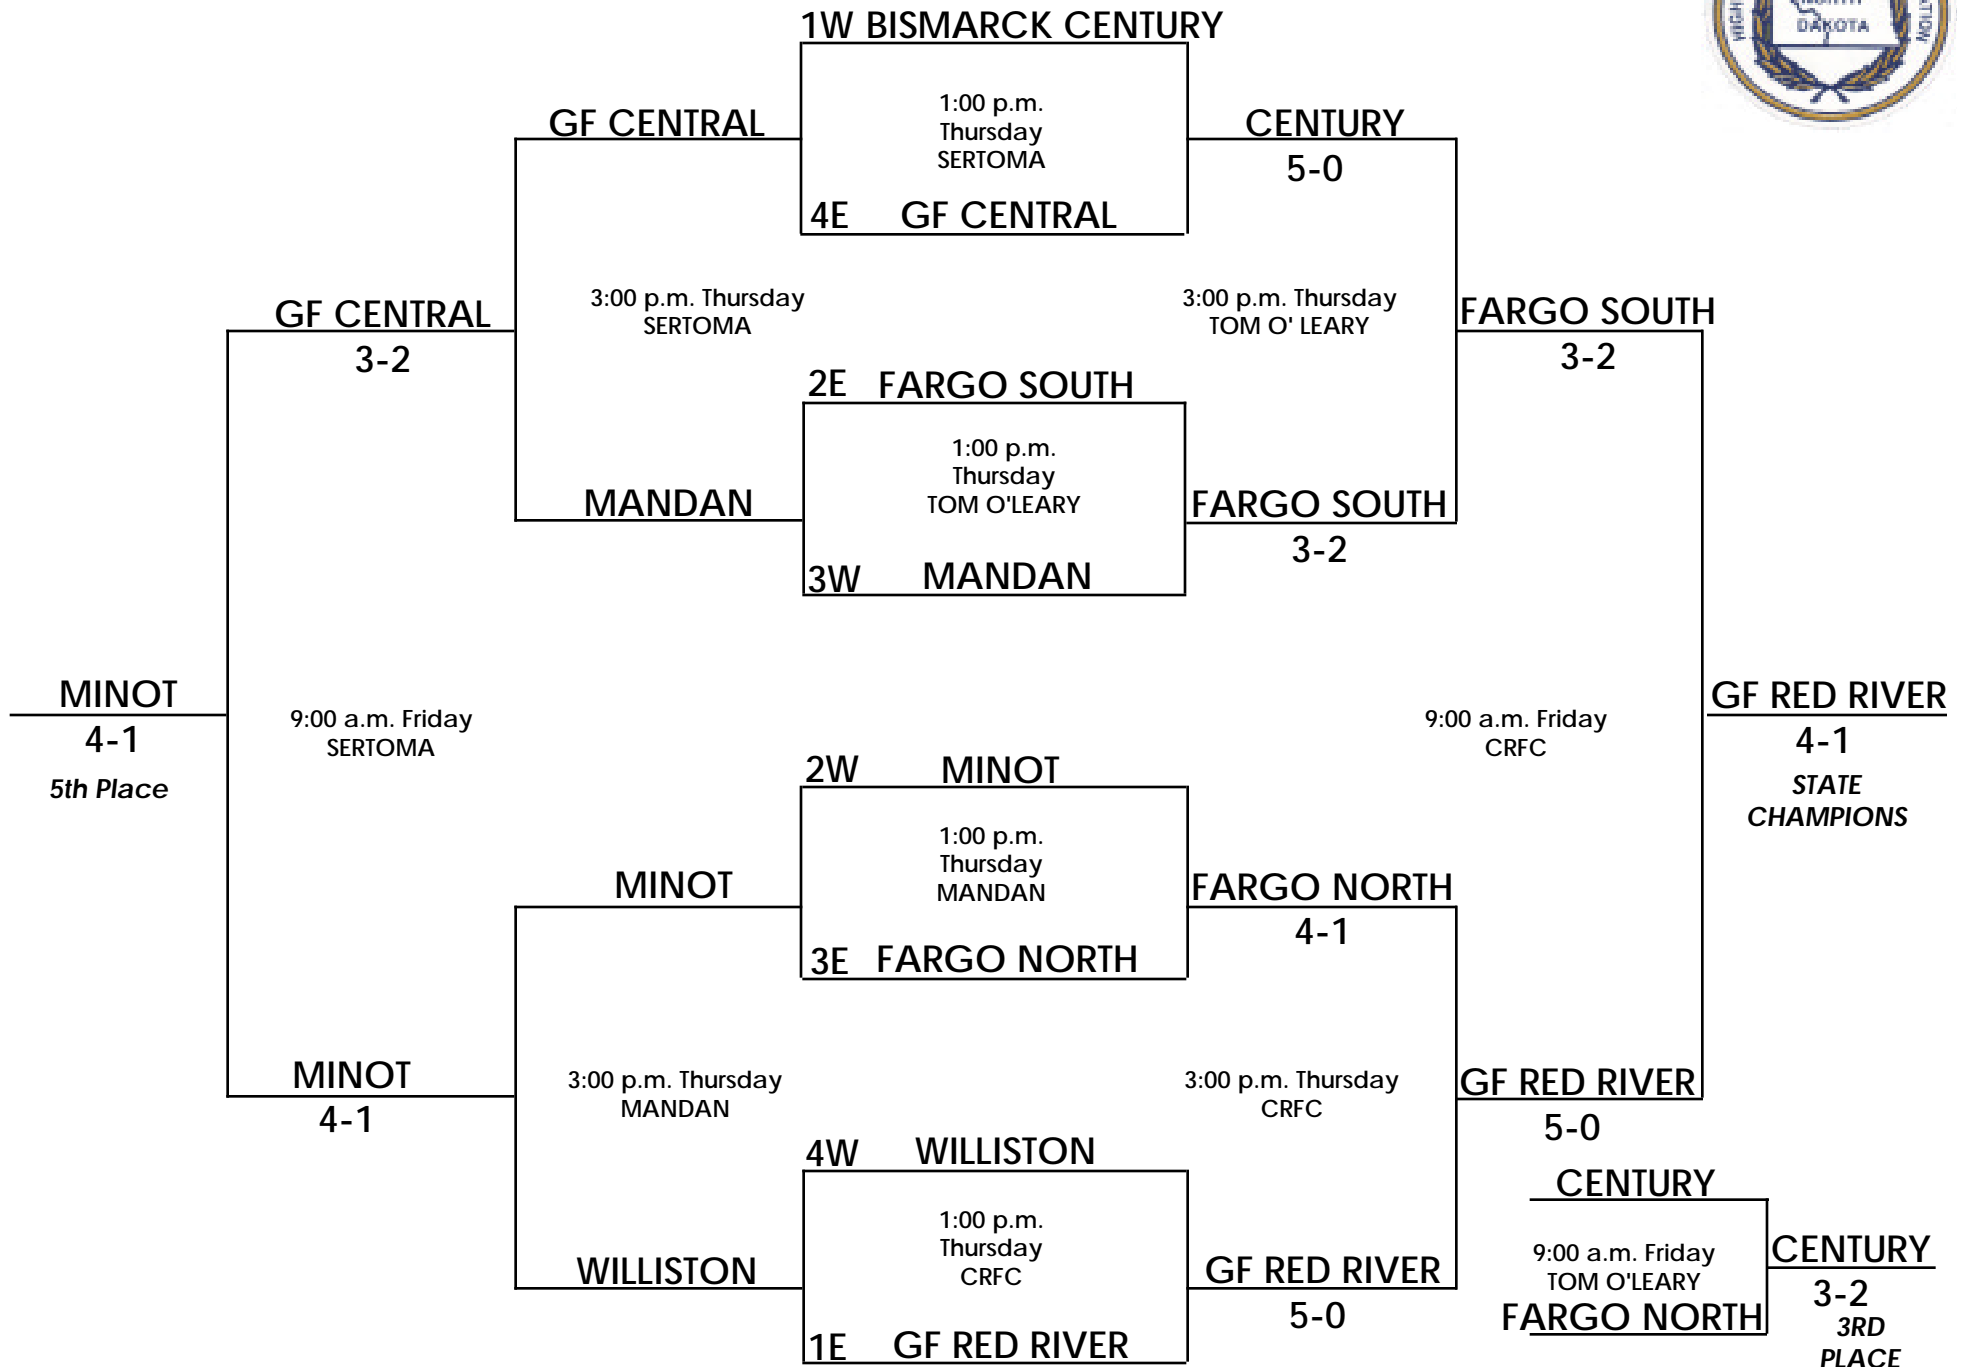 1W BISMARCK CENTURY
DAKOTA
1:00 p.m.
Thursday
SERTOMA
GF CENTRAL
CENTURY
5-0
4E GF CENTRAL
3:00 p.m. Thursday
SERTOMA
3:00 p.m. Thursday
TOM O' LEARY
GF CENTRAL
3-2
FARGO SOUTH
3-2
2E FARGO SOUTH
1:00 p.m.
Thursday
TOM O'LEARY
MANDAN
FARGO SOUTH
3-2
3W MANDAN
MINOT
4-1
5th Place
9:00 a.m. Friday
SERTOMA
9:00 a.m. Friday
CRFC
GF RED RIVER
4-1
STATE
CHAMPIONS
2W MINOT
1:00 p.m.
Thursday
MANDAN
MINOT
FARGO NORTH
4-1
3E FARGO NORTH
MINOT
4-1
3:00 p.m. Thursday
MANDAN
3:00 p.m. Thursday
CRFC
GF RED RIVER
5-0
4W WILLISTON
1:00 p.m.
Thursday
CRFC
WILLISTON
GF RED RIVER
5-0
1E GF RED RIVER
CENTURY
9:00 a.m. Friday
TOM O'LEARY
FARGO NORTH
CENTURY
3-2
3RD
PLACE